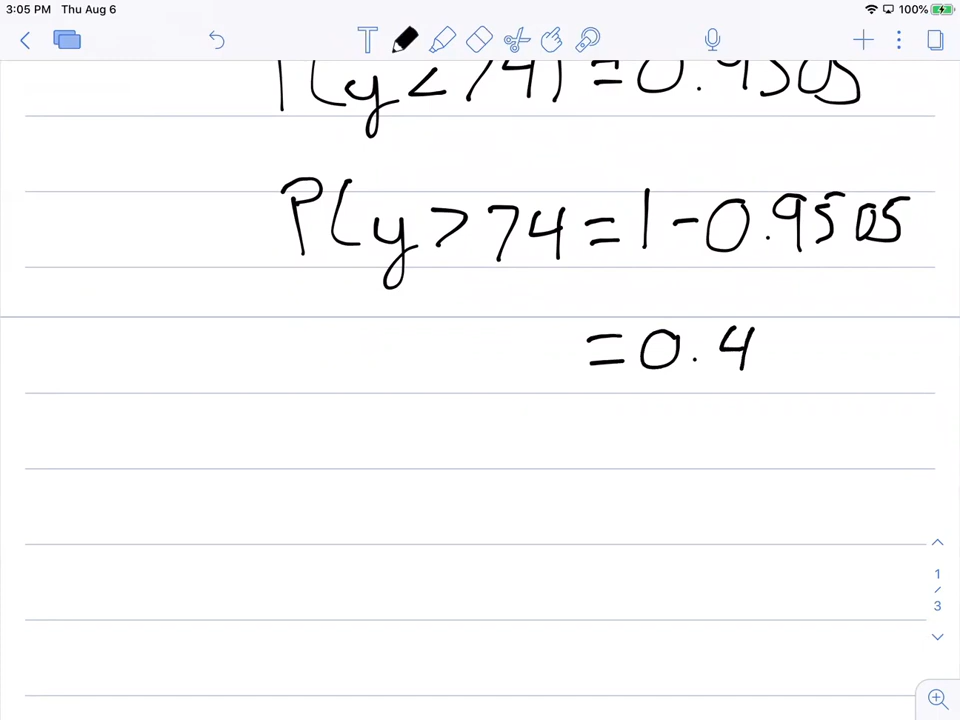 3:05 PM Thu Aug 6 100%
T
P(y < 74) = 0.9505
P(y > 74 = 1 - 0.9505
= 0.4
1
/
3